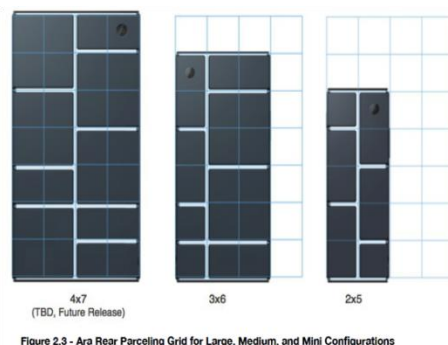 4x7
(TBD, Future Release)
3x6
2x5
Figure 2.3 - Ara Rear Parceling Grid for Large, Medium, and Mini Configurations